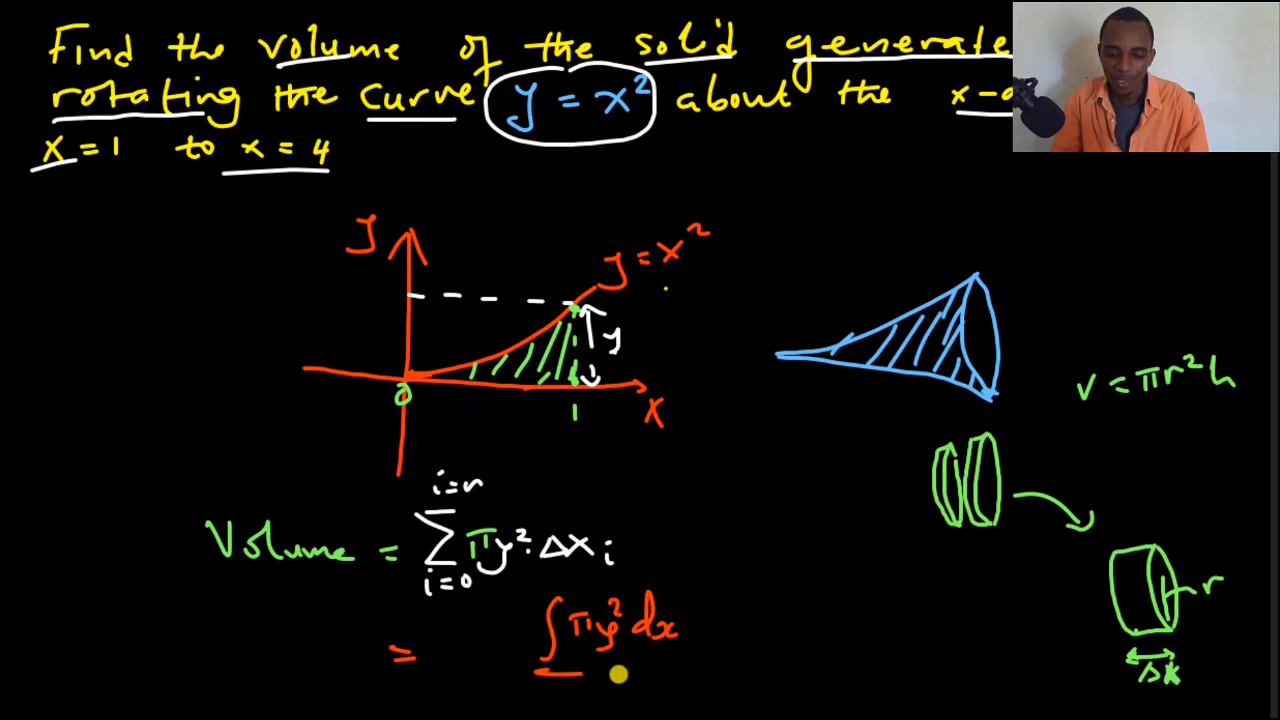 Find the volume of the solid generate
rotating the curve y = x² about the x-a
x = 1 to x = 4
y
y = x²
y
0
1
x
v = πr²h
i=n
Volume = ∑ πy²·Δxi
i=0
r
= ∫ πy² dx
Δx